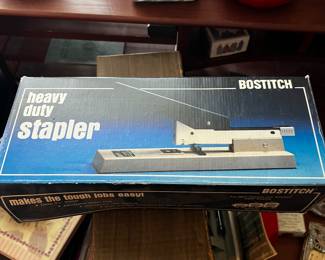 BOSTITCH
heavy
duty
stapler
BOSTITCH
makes the tough jobs easy!